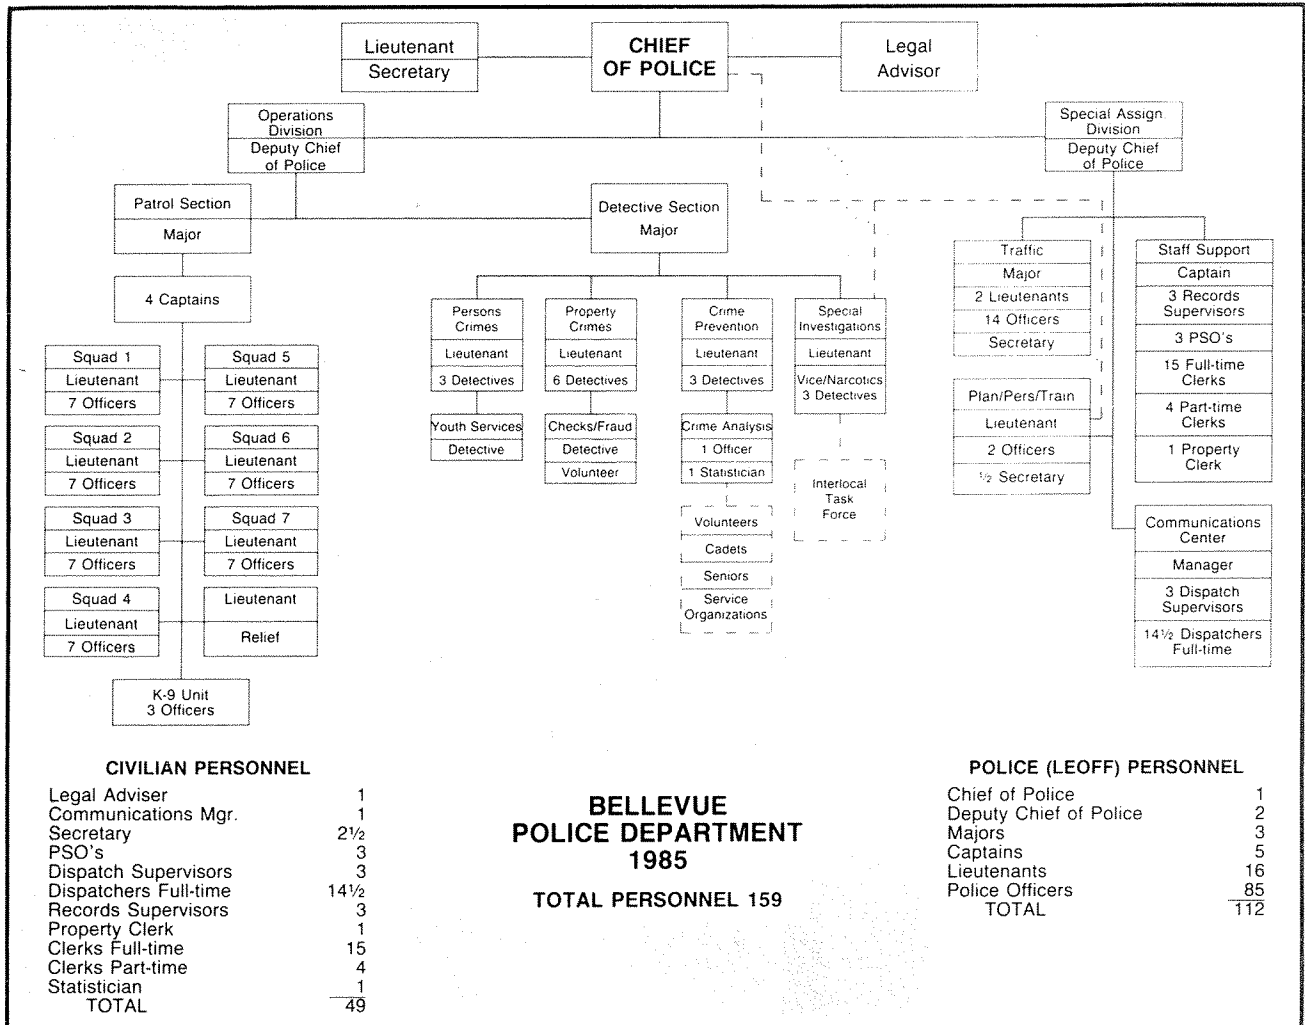 Lieutenant
Secretary
CHIEF
OF POLICE
Legal
Advisor
Operations
Division
Deputy Chief
of Police
Special Assign
Division
Deputy Chief
of Police
Patrol Section
Major
Detective Section
Major
4 Captains
Squad 1
Lieutenant
7 Officers
Squad 5
Lieutenant
7 Officers
Squad 2
Lieutenant
7 Officers
Squad 6
Lieutenant
7 Officers
Squad 3
Lieutenant
7 Officers
Squad 7
Lieutenant
7 Officers
Squad 4
Lieutenant
7 Officers
Lieutenant
Relief
K-9 Unit
3 Officers
Persons
Crimes
Lieutenant
3 Detectives
Youth Services
Detective
Property
Crimes
Lieutenant
6 Detectives
Checks/Fraud
Detective
Volunteer
Crime
Prevention
Lieutenant
3 Detectives
Crime Analysis
1 Officer
1 Statistician
Volunteers
Cadets
Seniors
Service
Organizations
Special
Investigations
Lieutenant
Vice/Narcotics
3 Detectives
Interlocal
Task
Force
Traffic
Major
2 Lieutenants
14 Officers
Secretary
Plan/Pers/Train
Lieutenant
2 Officers
½ Secretary
Staff Support
Captain
3 Records
Supervisors
3 PSO's
15 Full-time
Clerks
4 Part-time
Clerks
1 Property
Clerk
Communications
Center
Manager
3 Dispatch
Supervisors
14½ Dispatchers
Full-time
CIVILIAN PERSONNEL
Legal Adviser 1
Communications Mgr. 1
Secretary 2½
PSO's 3
Dispatch Supervisors 3
Dispatchers Full-time 14½
Records Supervisors 3
Property Clerk 1
Clerks Full-time 15
Clerks Part-time 4
Statistician 1
TOTAL 49
BELLEVUE
POLICE DEPARTMENT
1985
TOTAL PERSONNEL 159
POLICE (LEOFF) PERSONNEL
Chief of Police 1
Deputy Chief of Police 2
Majors 3
Captains 5
Lieutenants 16
Police Officers 85
TOTAL 112